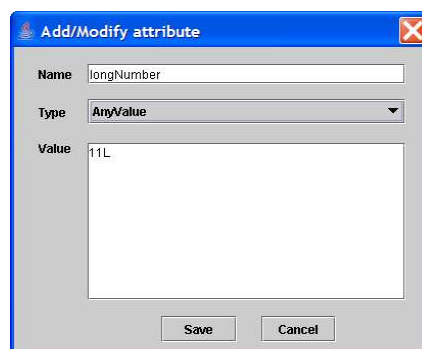 Add/Modify attribute
Name longNumber
Type AnyValue
Value 11L
Save Cancel